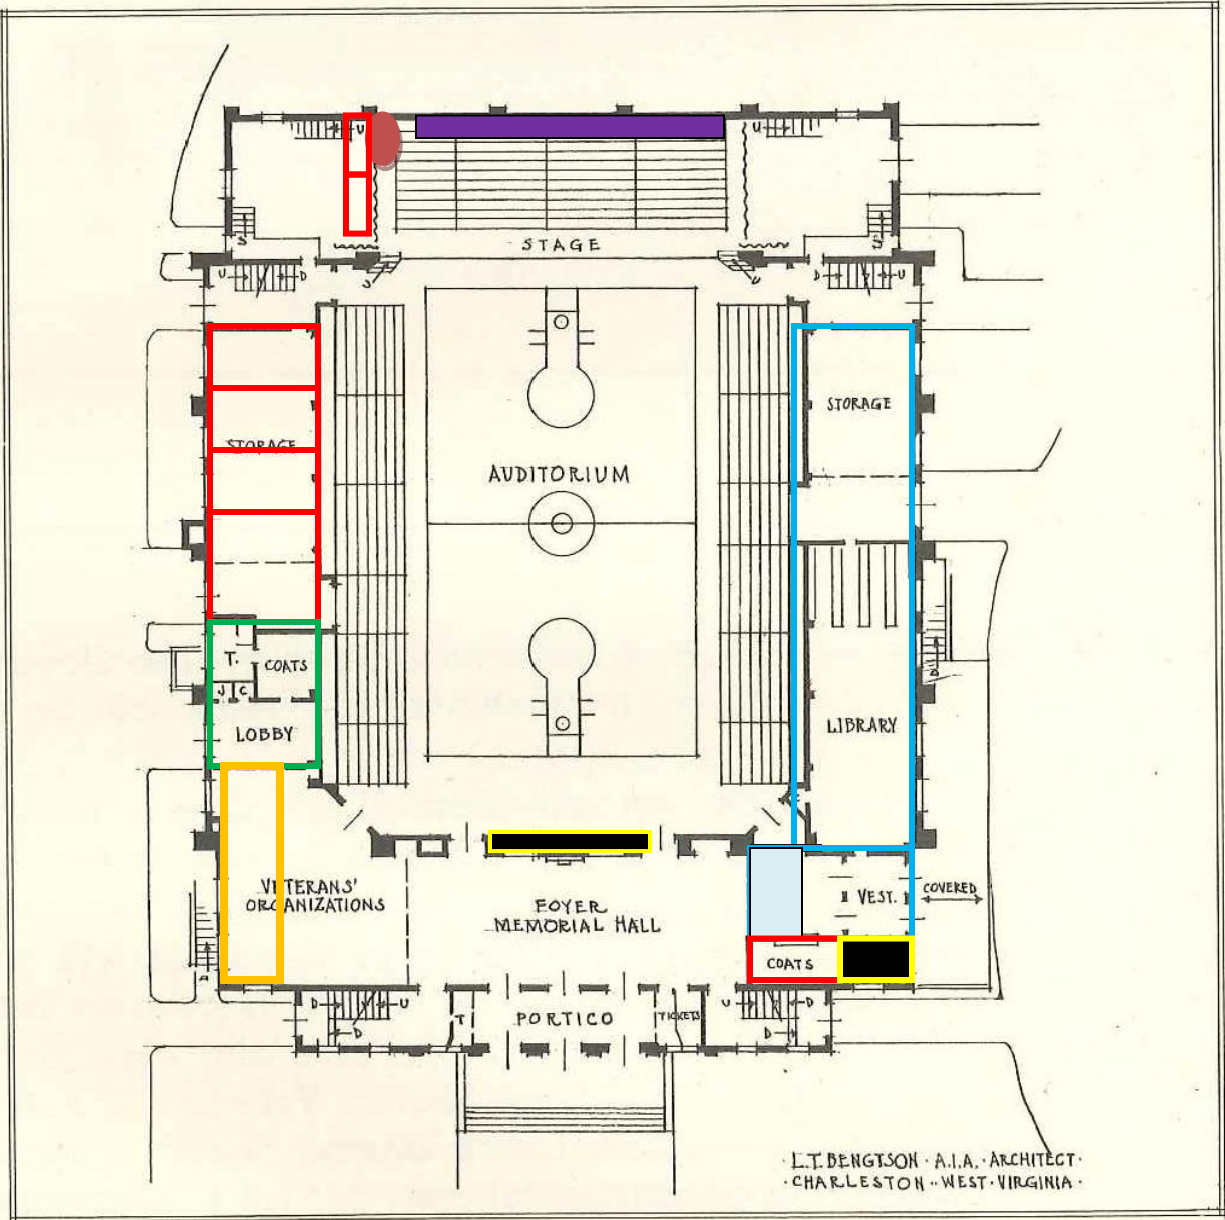 U
U
STAGE
S
S
U
D
U
U
D
U
STORAGE
STORAGE
AUDITORIUM
T.
COATS
J
C
D
LOBBY
LIBRARY
VETERANS'
ORGANIZATIONS
FOYER
MEMORIAL HALL
VEST.
COVERED
COATS
D
D
U
T
PORTICO
TICKETS
U
D
D
D
· L.T. BENGTSON · A.I.A. · ARCHITECT ·
· CHARLESTON ·· WEST · VIRGINIA ·